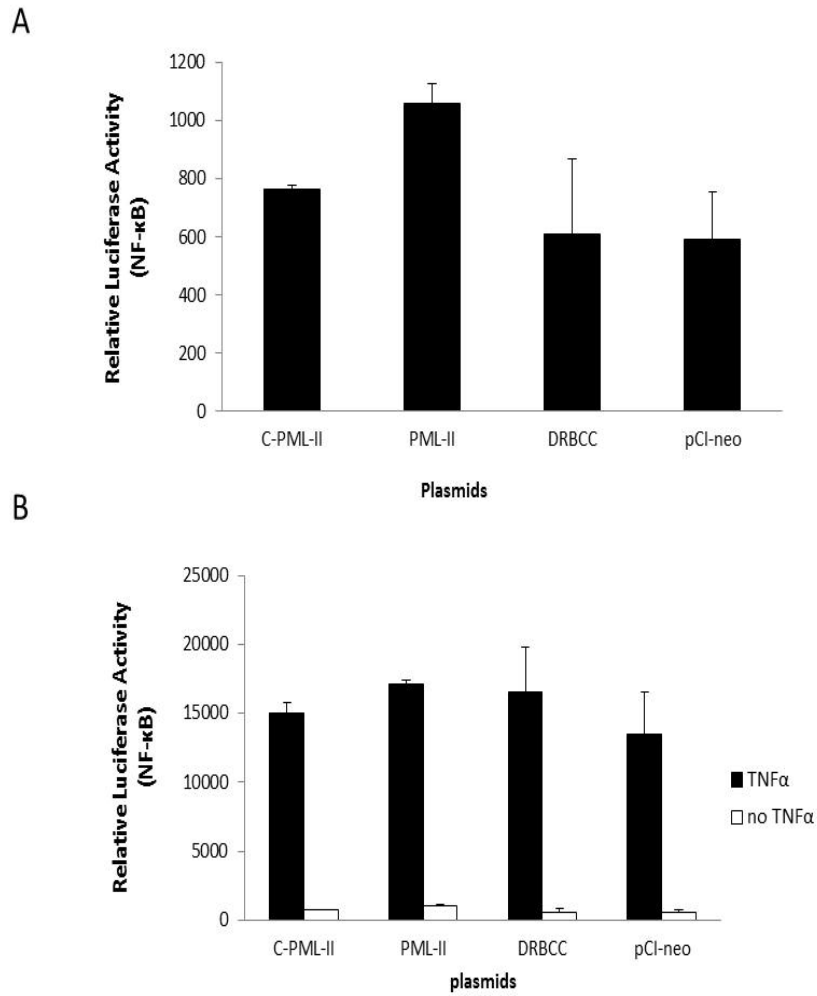 A
Relative Luciferase Activity
(NF-κB)
1200
1000
800
600
400
200
0
C-PML-II PML-II DRBCC pCI-neo
Plasmids
B
Relative Luciferase Activity
(NF-κB)
25000
20000
15000
10000
5000
0
C-PML-II PML-II DRBCC pCI-neo
plasmids
TNFα
no TNFα